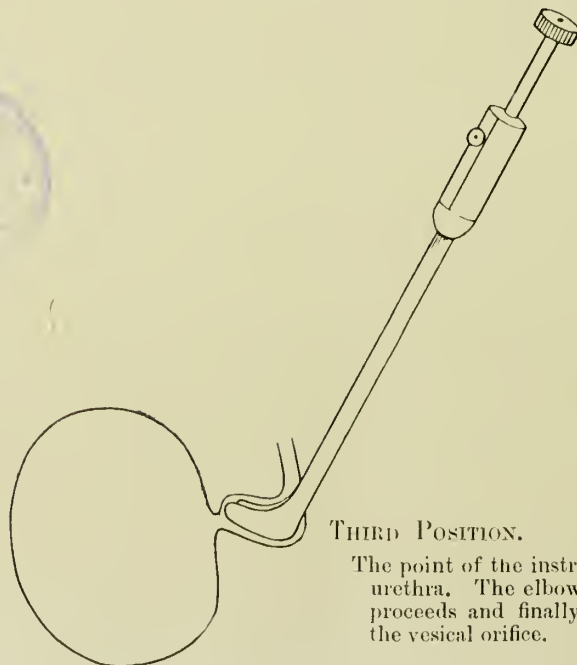 THIRD POSITION.
The point of the instr
urethra. The elbow
proceeds and finally
the vesical orifice.